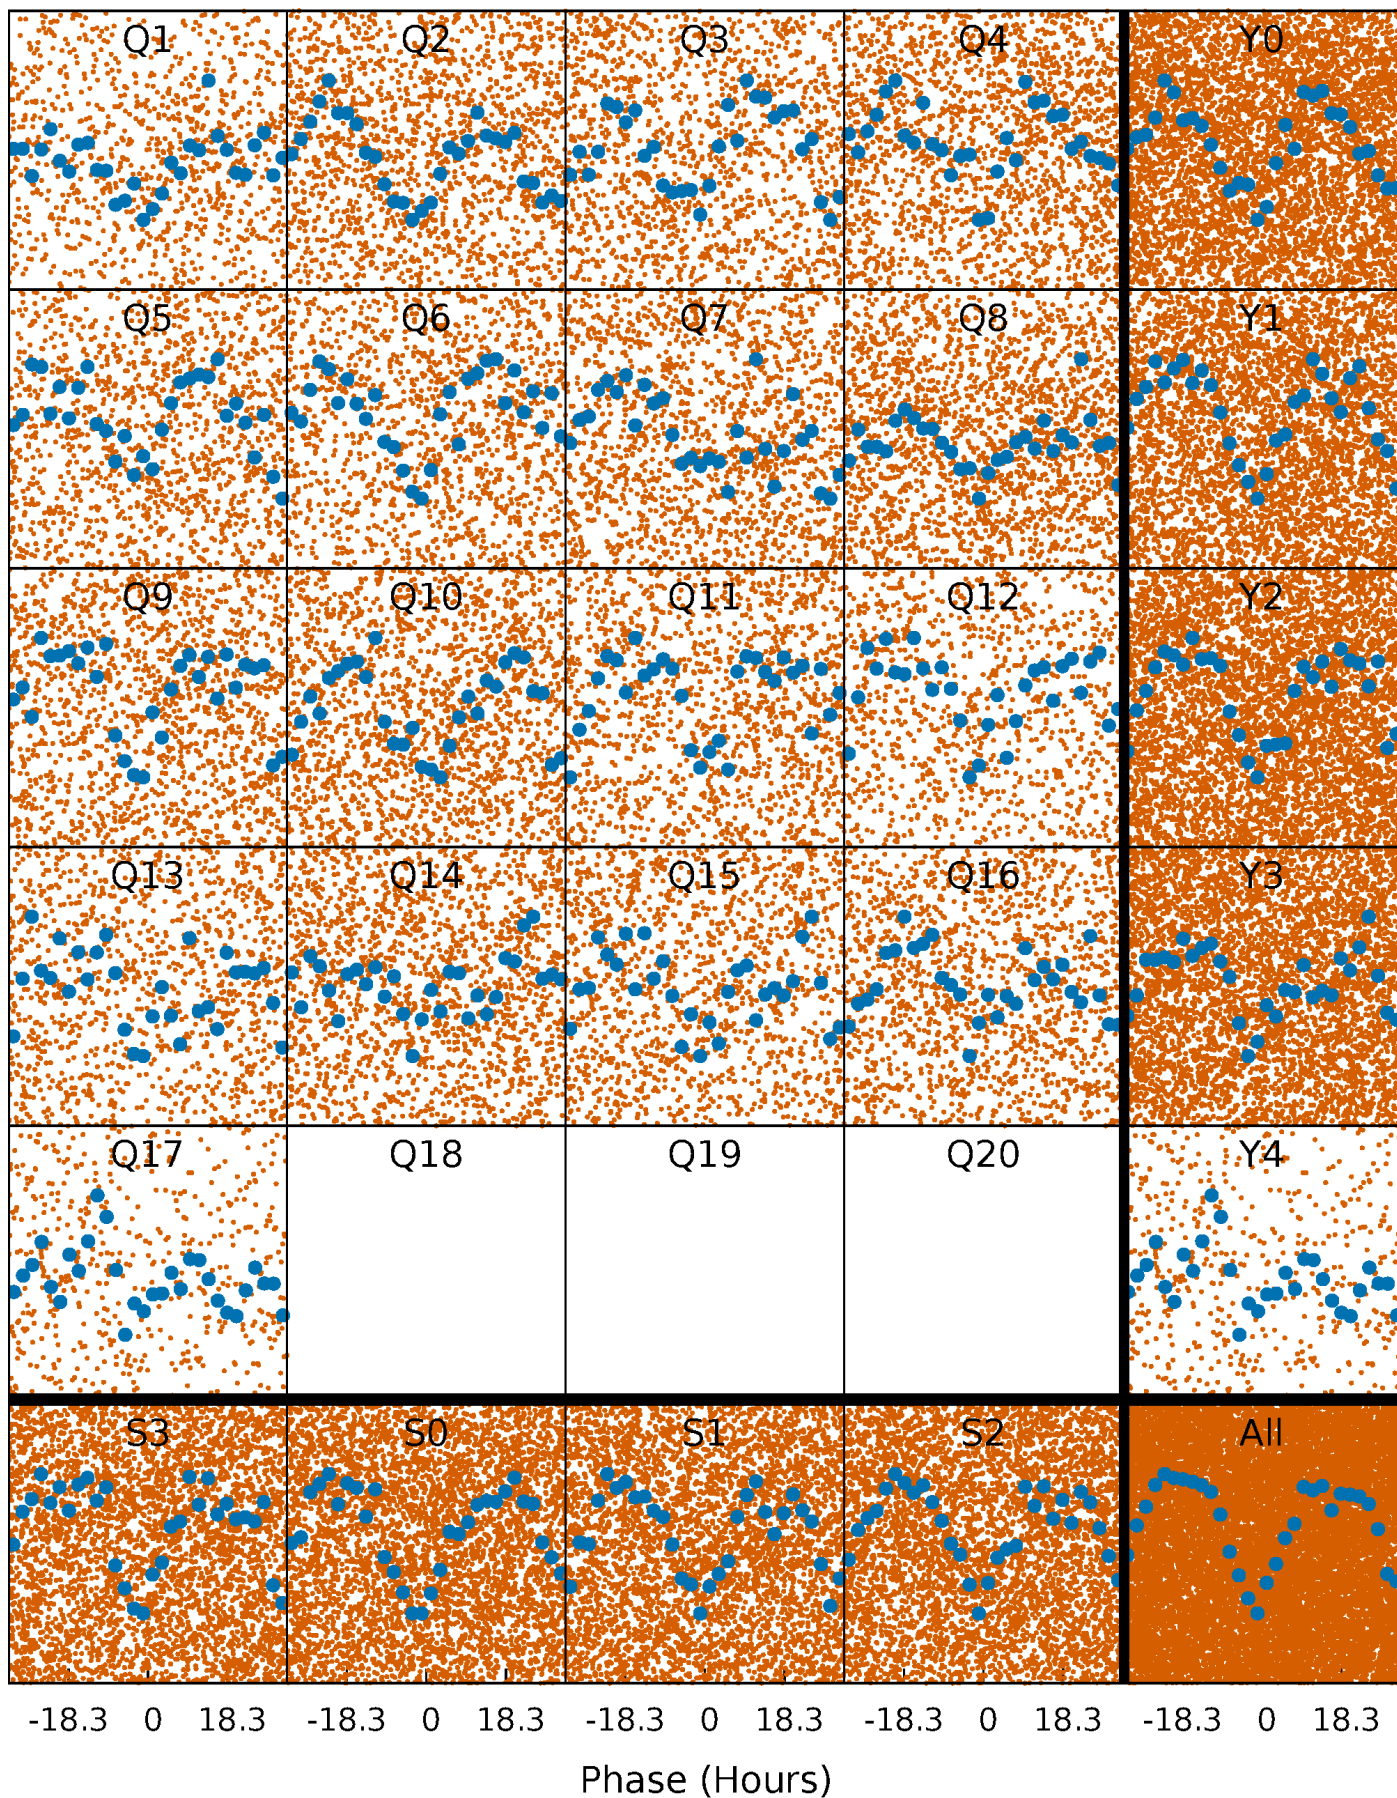 Q1 Q2 Q3 Q4 Y0
Q5 Q6 Q7 Q8 Y1
Q9 Q10 Q11 Q12 Y2
Q13 Q14 Q15 Q16 Y3
Q17 Q18 Q19 Q20 Y4
S3 S0 S1 S2 All
-18.3 0 18.3 -18.3 0 18.3 -18.3 0 18.3 -18.3 0 18.3 -18.3 0 18.3
Phase (Hours)